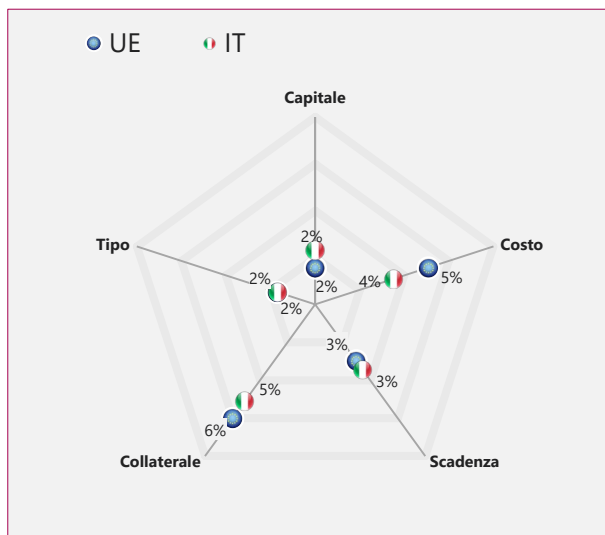 UE IT
Capitale
2%
2%
Tipo
Costo
2%
2%
4%
5%
3%
3%
5%
6%
Collaterale
Scadenza